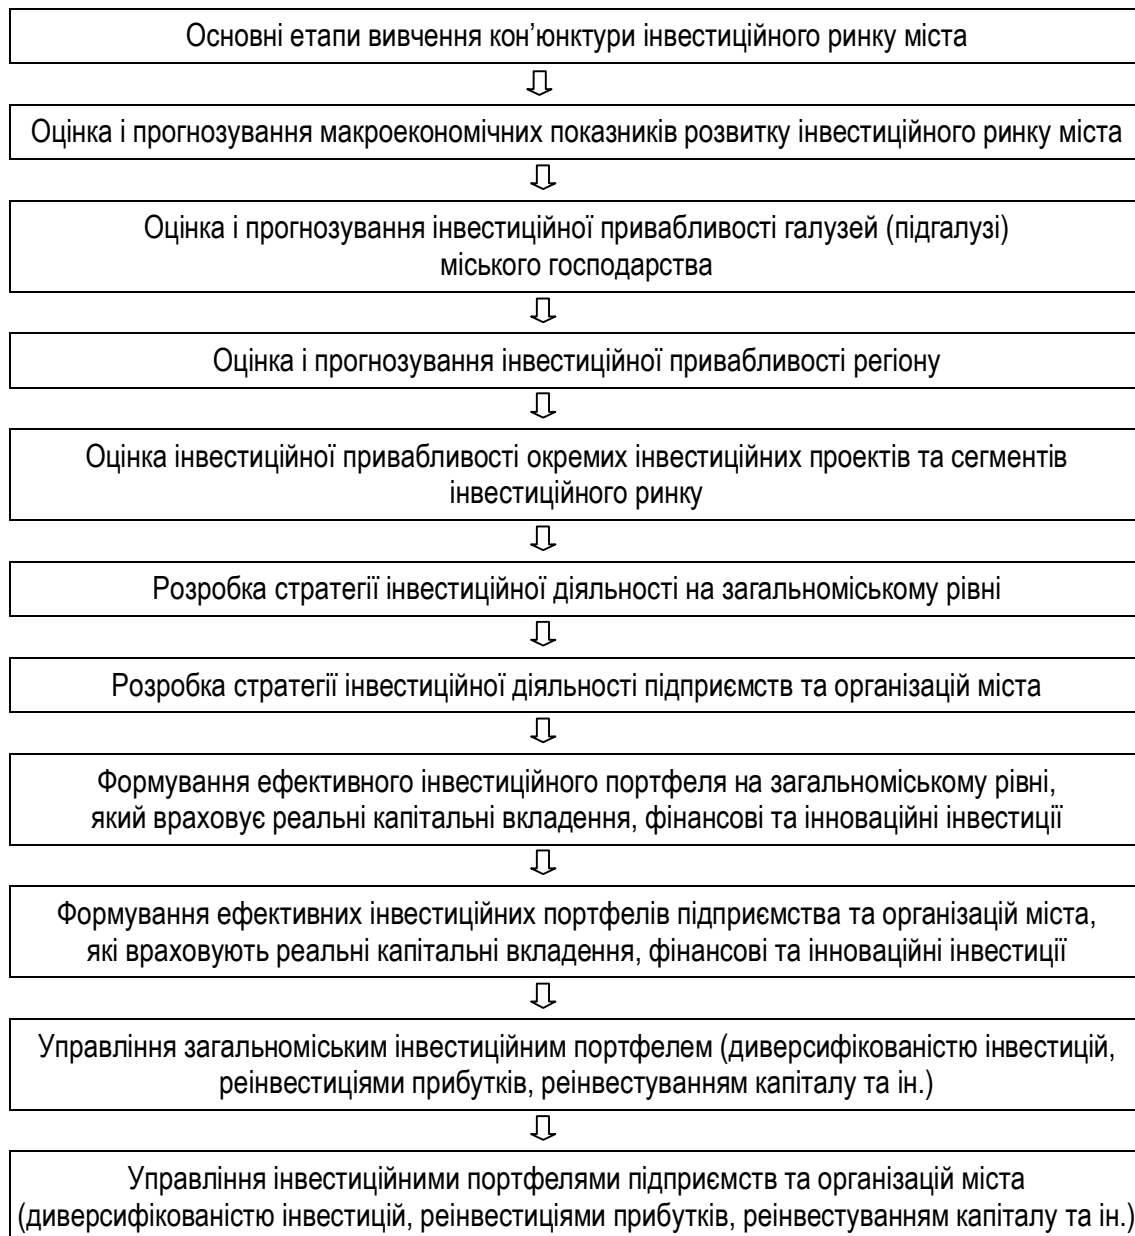 Основні етапи вивчення кон’юнктури інвестиційного ринку міста
Оцінка і прогнозування макроекономічних показників розвитку інвестиційного ринку міста
Оцінка і прогнозування інвестиційної привабливості галузей (підгалузі)
міського господарства
Оцінка і прогнозування інвестиційної привабливості регіону
Оцінка інвестиційної привабливості окремих інвестиційних проектів та сегментів
інвестиційного ринку
Розробка стратегії інвестиційної діяльності на загальноміському рівні
Розробка стратегії інвестиційної діяльності підприємств та організацій міста
Формування ефективного інвестиційного портфеля на загальноміському рівні,
який враховує реальні капітальні вкладення, фінансові та інноваційні інвестиції
Формування ефективних інвестиційних портфелів підприємства та організацій міста,
які враховують реальні капітальні вкладення, фінансові та інноваційні інвестиції
Управління загальноміським інвестиційним портфелем (диверсифікованістю інвестицій,
реінвестиціями прибутків, реінвестуванням капіталу та ін.)
Управління інвестиційними портфелями підприємств та організацій міста
(диверсифікованістю інвестицій, реінвестиціями прибутків, реінвестуванням капіталу та ін.)